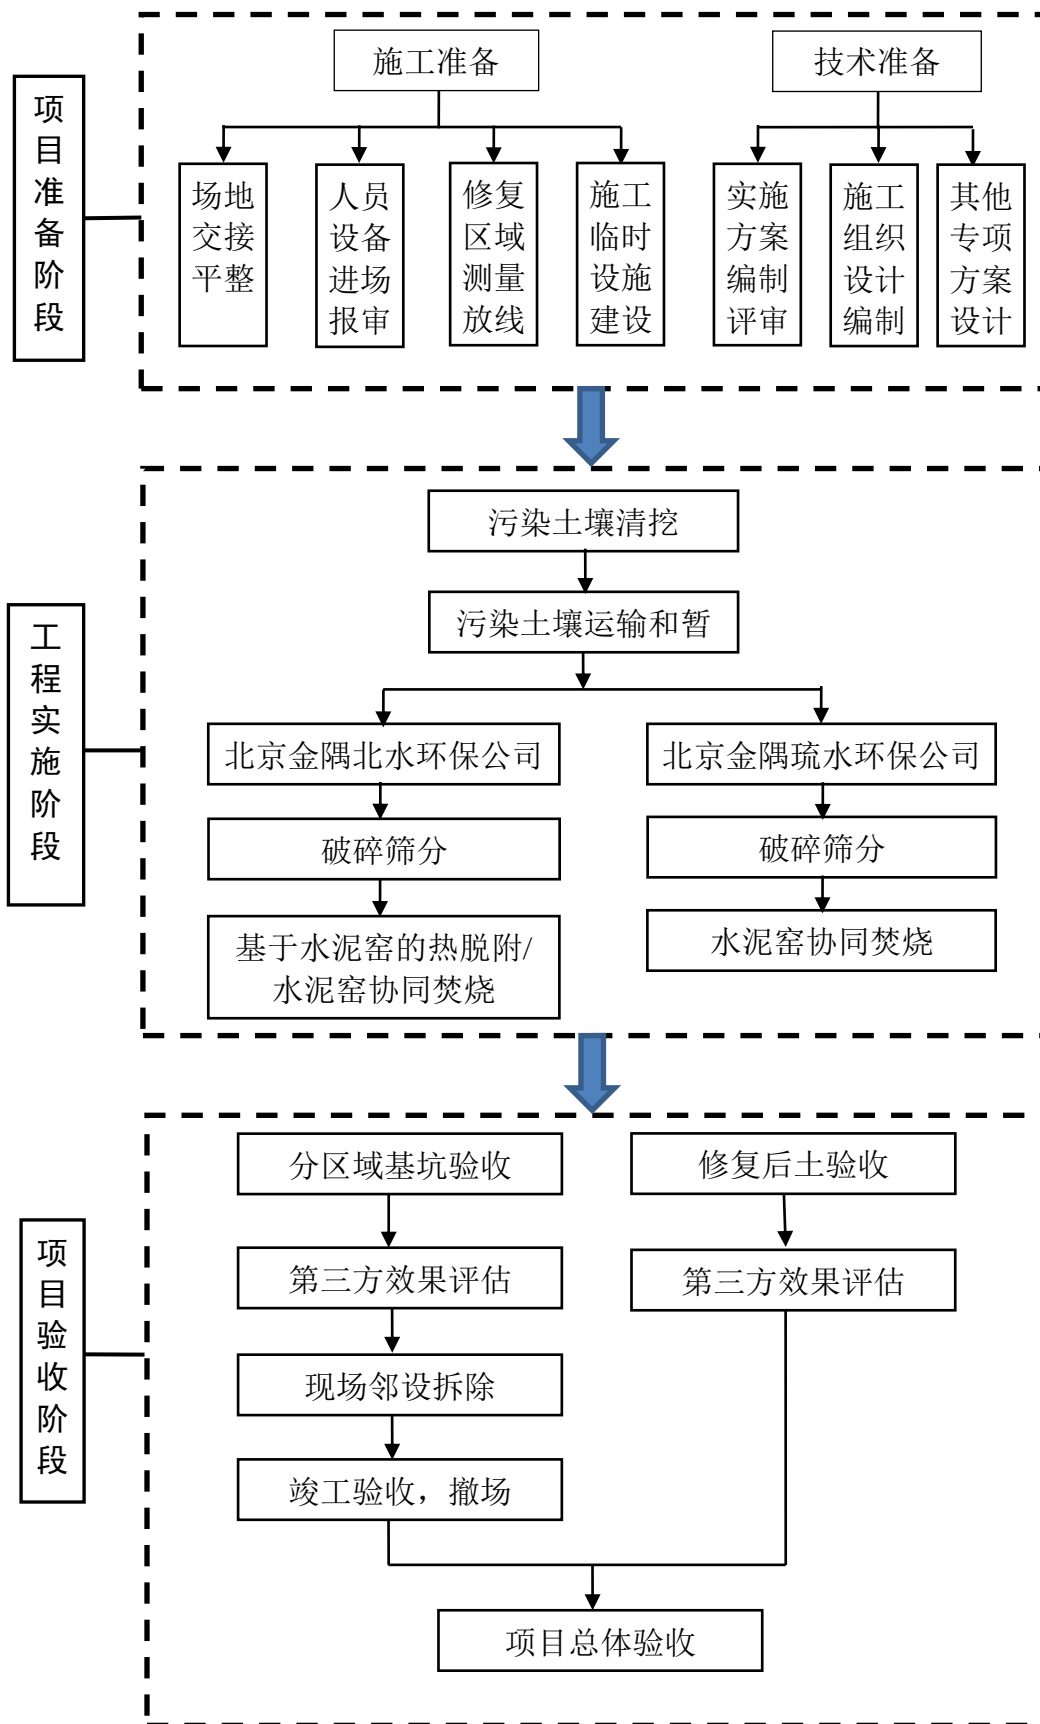 项目准备阶段
施工准备
技术准备
场地
交接
平整
人员
设备
进场
报审
修复
区域
测量
放线
施工
临时
设施
建设
实施
方案
编制
评审
施工
组织
设计
编制
其他
专项
方案
设计
工程实施阶段
污染土壤清挖
污染土壤运输和暂
北京金隅北水环保公司
北京金隅琉水环保公司
破碎筛分
破碎筛分
基于水泥窑的热脱附/
水泥窑协同焚烧
水泥窑协同焚烧
项目验收阶段
分区域基坑验收
修复后土验收
第三方效果评估
第三方效果评估
现场邻设拆除
竣工验收，撤场
项目总体验收